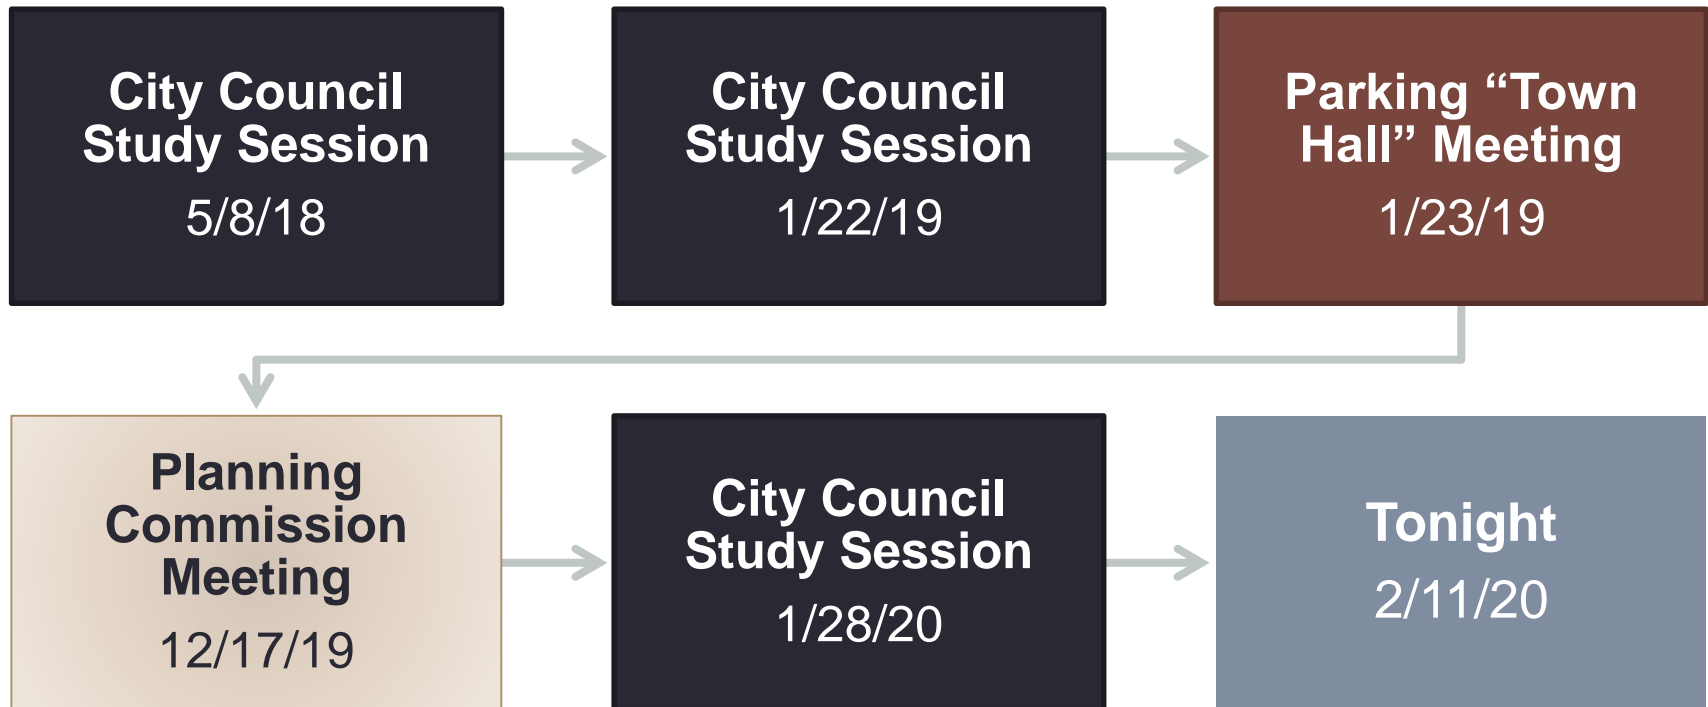 City Council
Study Session
5/8/18
City Council
Study Session
1/22/19
Parking “Town
Hall” Meeting
1/23/19
Planning
Commission
Meeting
12/17/19
City Council
Study Session
1/28/20
Tonight
2/11/20